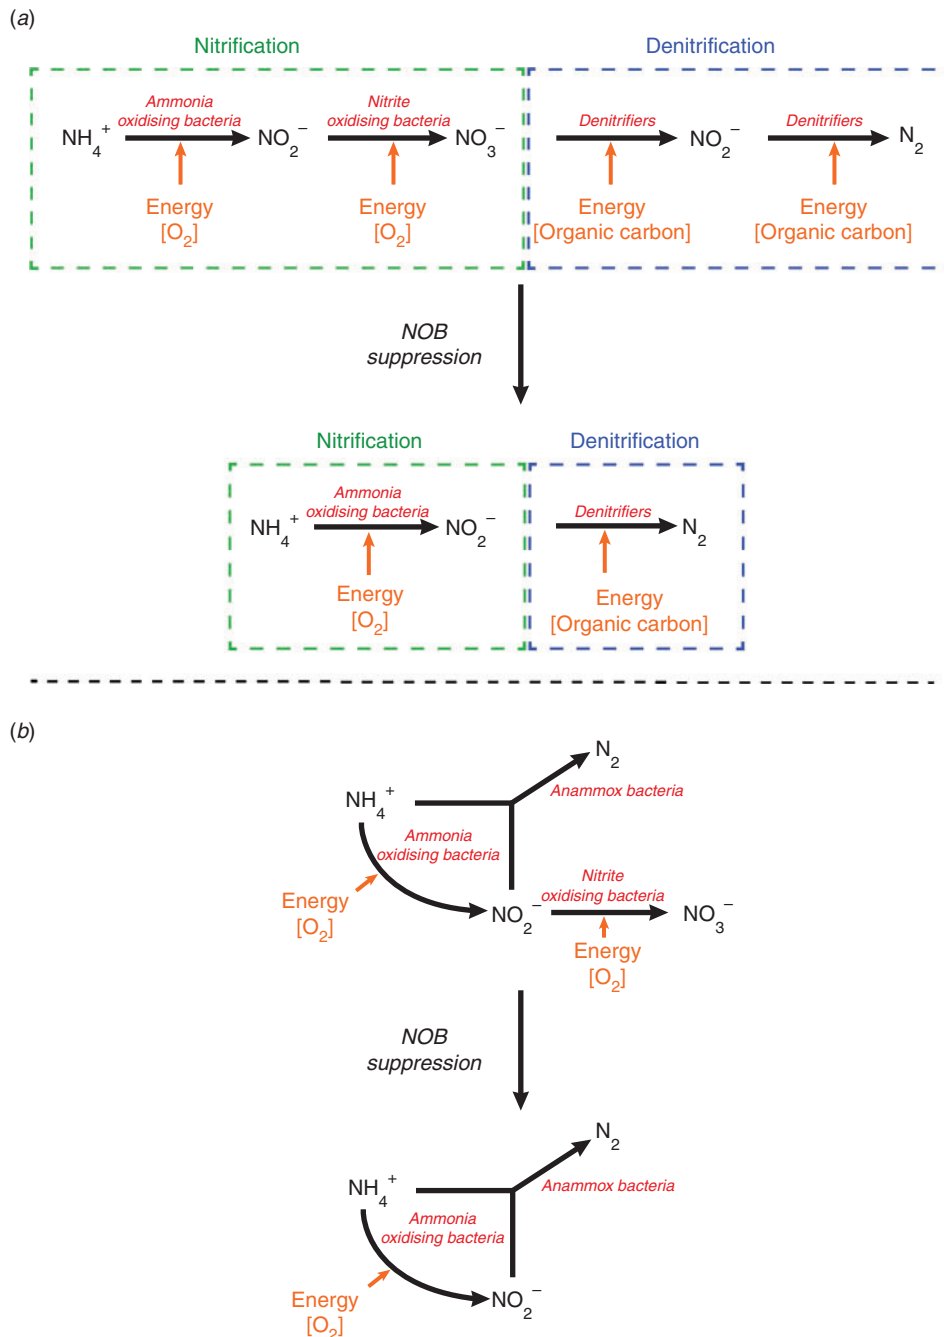 (a)
Nitrification
Denitrification
Ammonia
oxidising bacteria
Nitrite
oxidising bacteria
Denitrifiers
Denitrifiers
NH₄⁺
NO₂⁻
NO₃⁻
NO₂⁻
N₂
Energy
[O₂]
Energy
[O₂]
Energy
[Organic carbon]
Energy
[Organic carbon]
NOB
suppression
Nitrification
Denitrification
Ammonia
oxidising bacteria
Denitrifiers
NH₄⁺
NO₂⁻
N₂
Energy
[O₂]
Energy
[Organic carbon]
(b)
N₂
Anammox bacteria
NH₄⁺
Ammonia
oxidising bacteria
Nitrite
oxidising bacteria
Energy
[O₂]
NO₂⁻
NO₃⁻
Energy
[O₂]
NOB
suppression
N₂
Anammox bacteria
NH₄⁺
Ammonia
oxidising bacteria
Energy
[O₂]
NO₂⁻